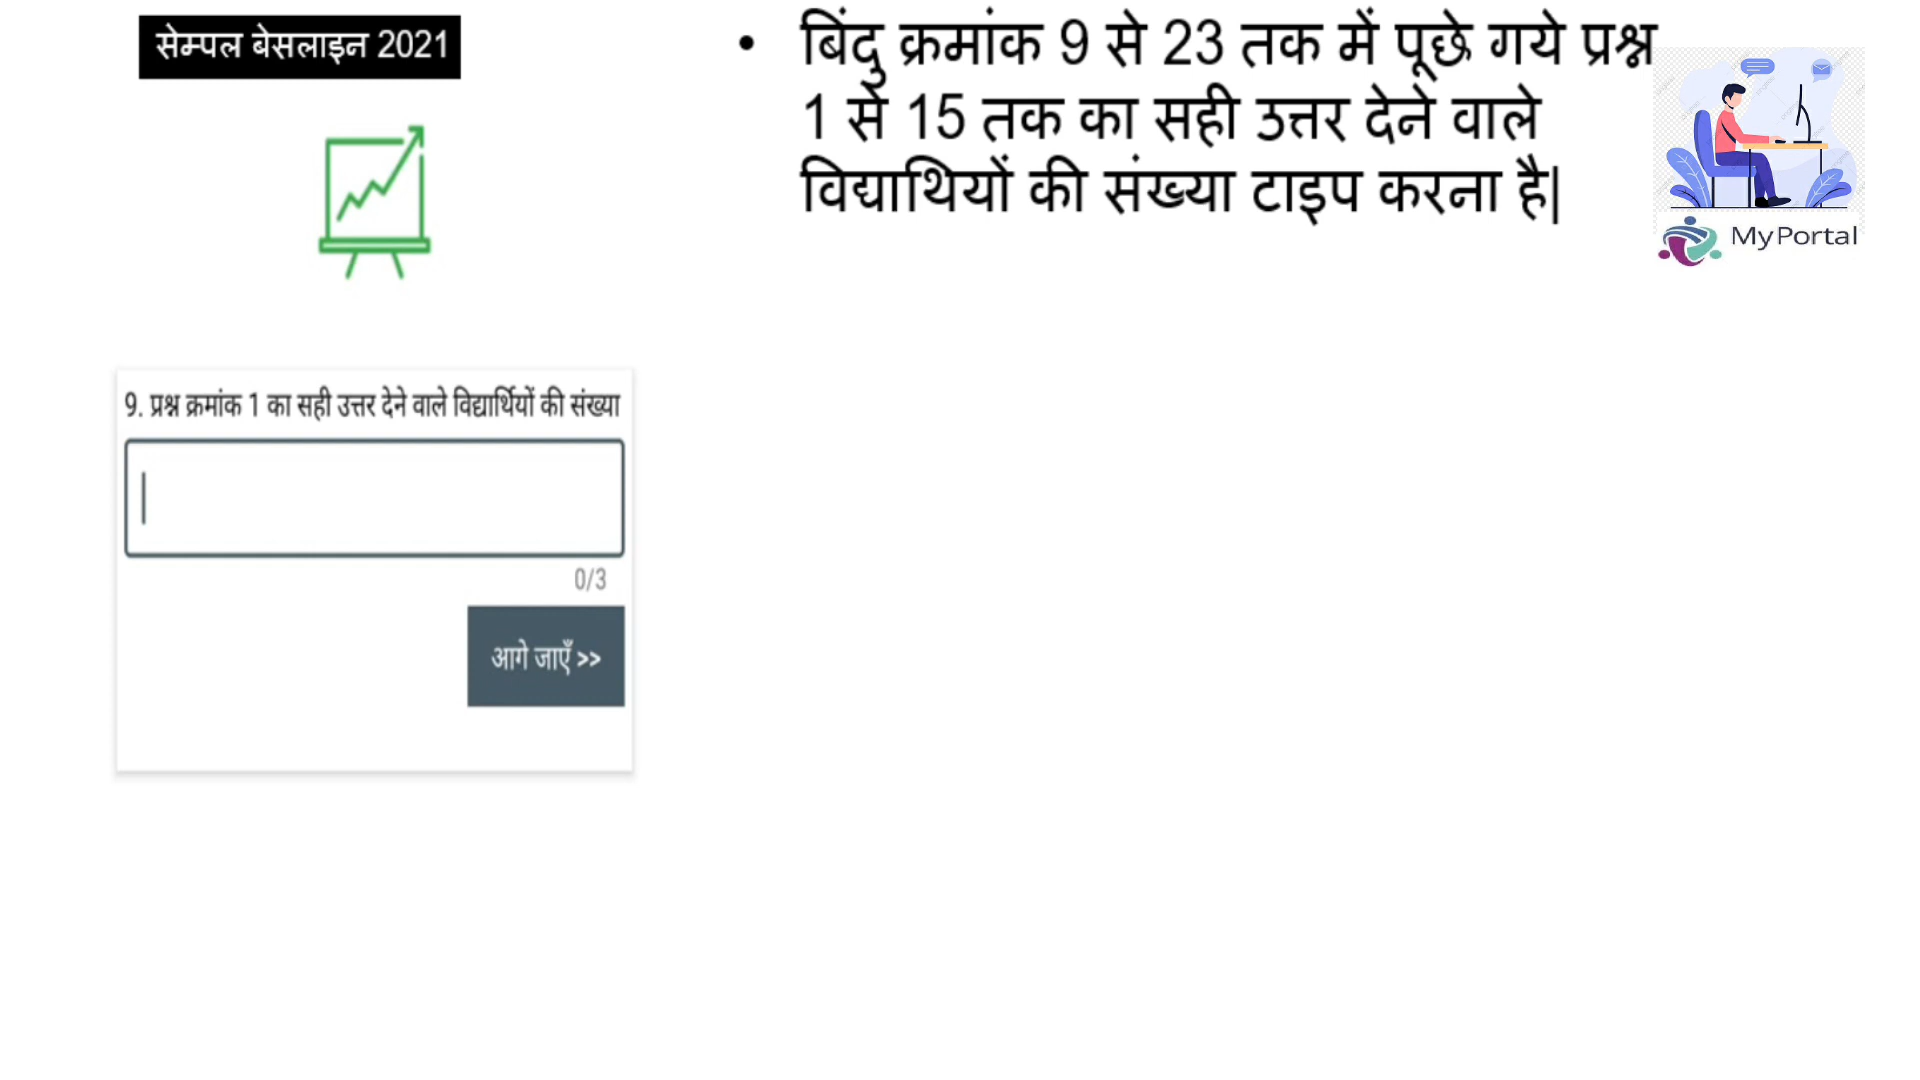 सेम्पल बेसलाइन 2021
• बिंदु क्रमांक 9 से 23 तक में पूछे गये प्रश्न
1 से 15 तक का सही उत्तर देने वाले
विद्याथियों की संख्या टाइप करना है|
MyPortal
9. प्रश्न क्रमांक 1 का सही उत्तर देने वाले विद्यार्थियों की संख्या
0/3
आगे जाएँ >>